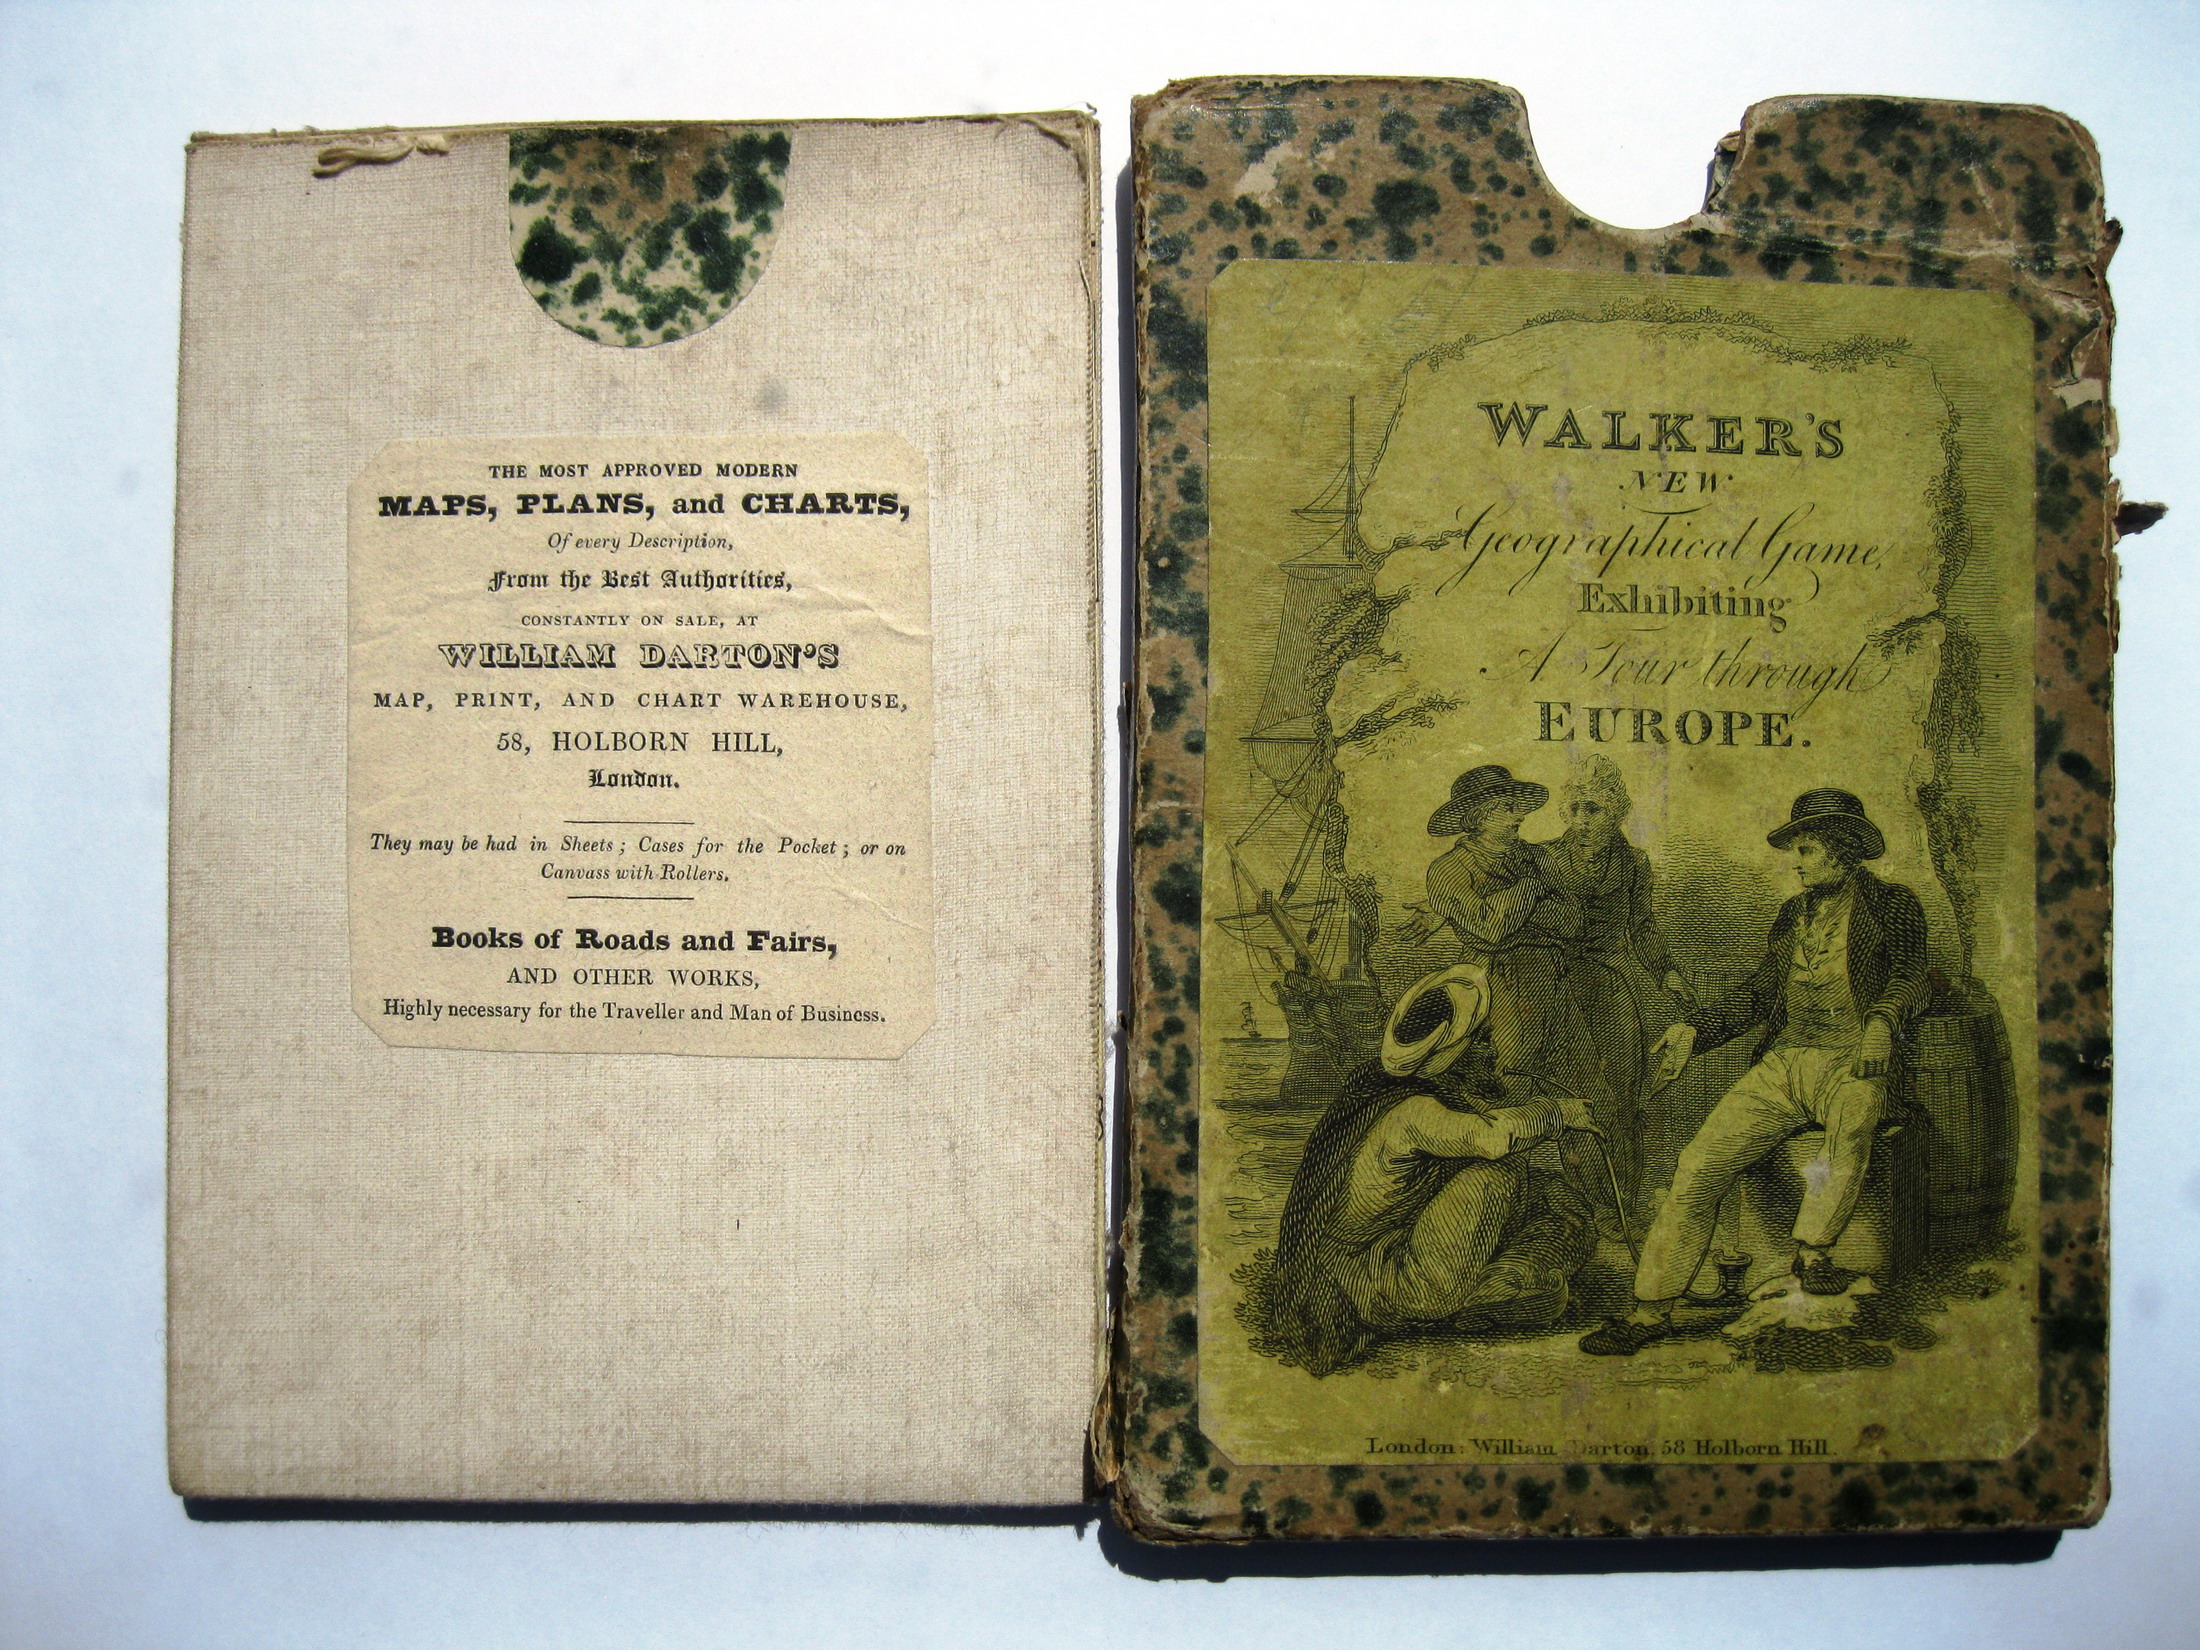 THE MOST APPROVED MODERN
MAPS, PLANS, and CHARTS,
Of every Description,
From the Best Authorities,
CONSTANTLY ON SALE, AT
WILLIAM DARTON'S
MAP, PRINT, AND CHART WAREHOUSE,
58, HOLBORN HILL,
London.
They may be had in Sheets; Cases for the Pocket; or on
Canvass with Rollers.
Books of Roads and Fairs,
AND OTHER WORKS,
Highly necessary for the Traveller and Man of Business.
WALKER'S
NEW
Geographical Game,
Exhibiting
A Tour through
EUROPE.
London: William Darton, 58 Holborn Hill.